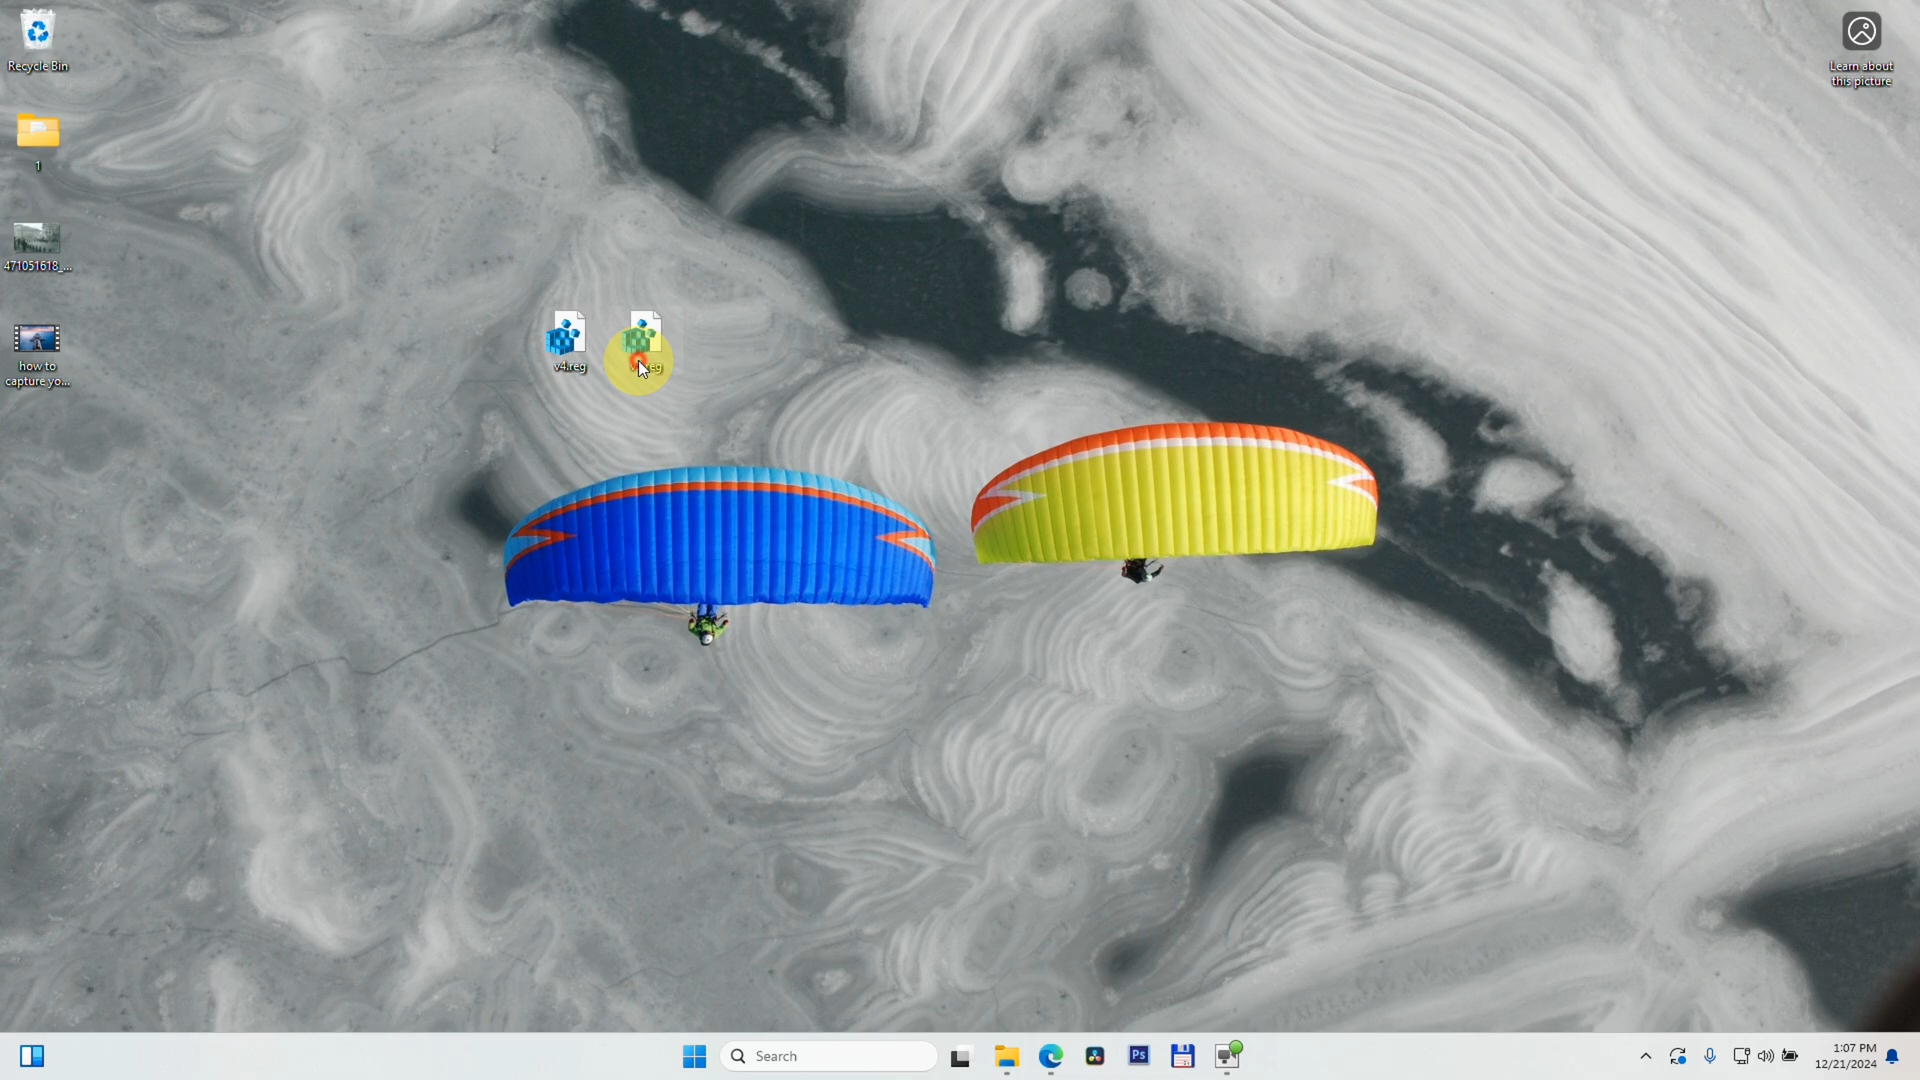 Recycle Bin
1
471051618_...
how to
capture yo...
v4.reg
Learn about
this picture
Search
Ps
1:07 PM
12/21/2024